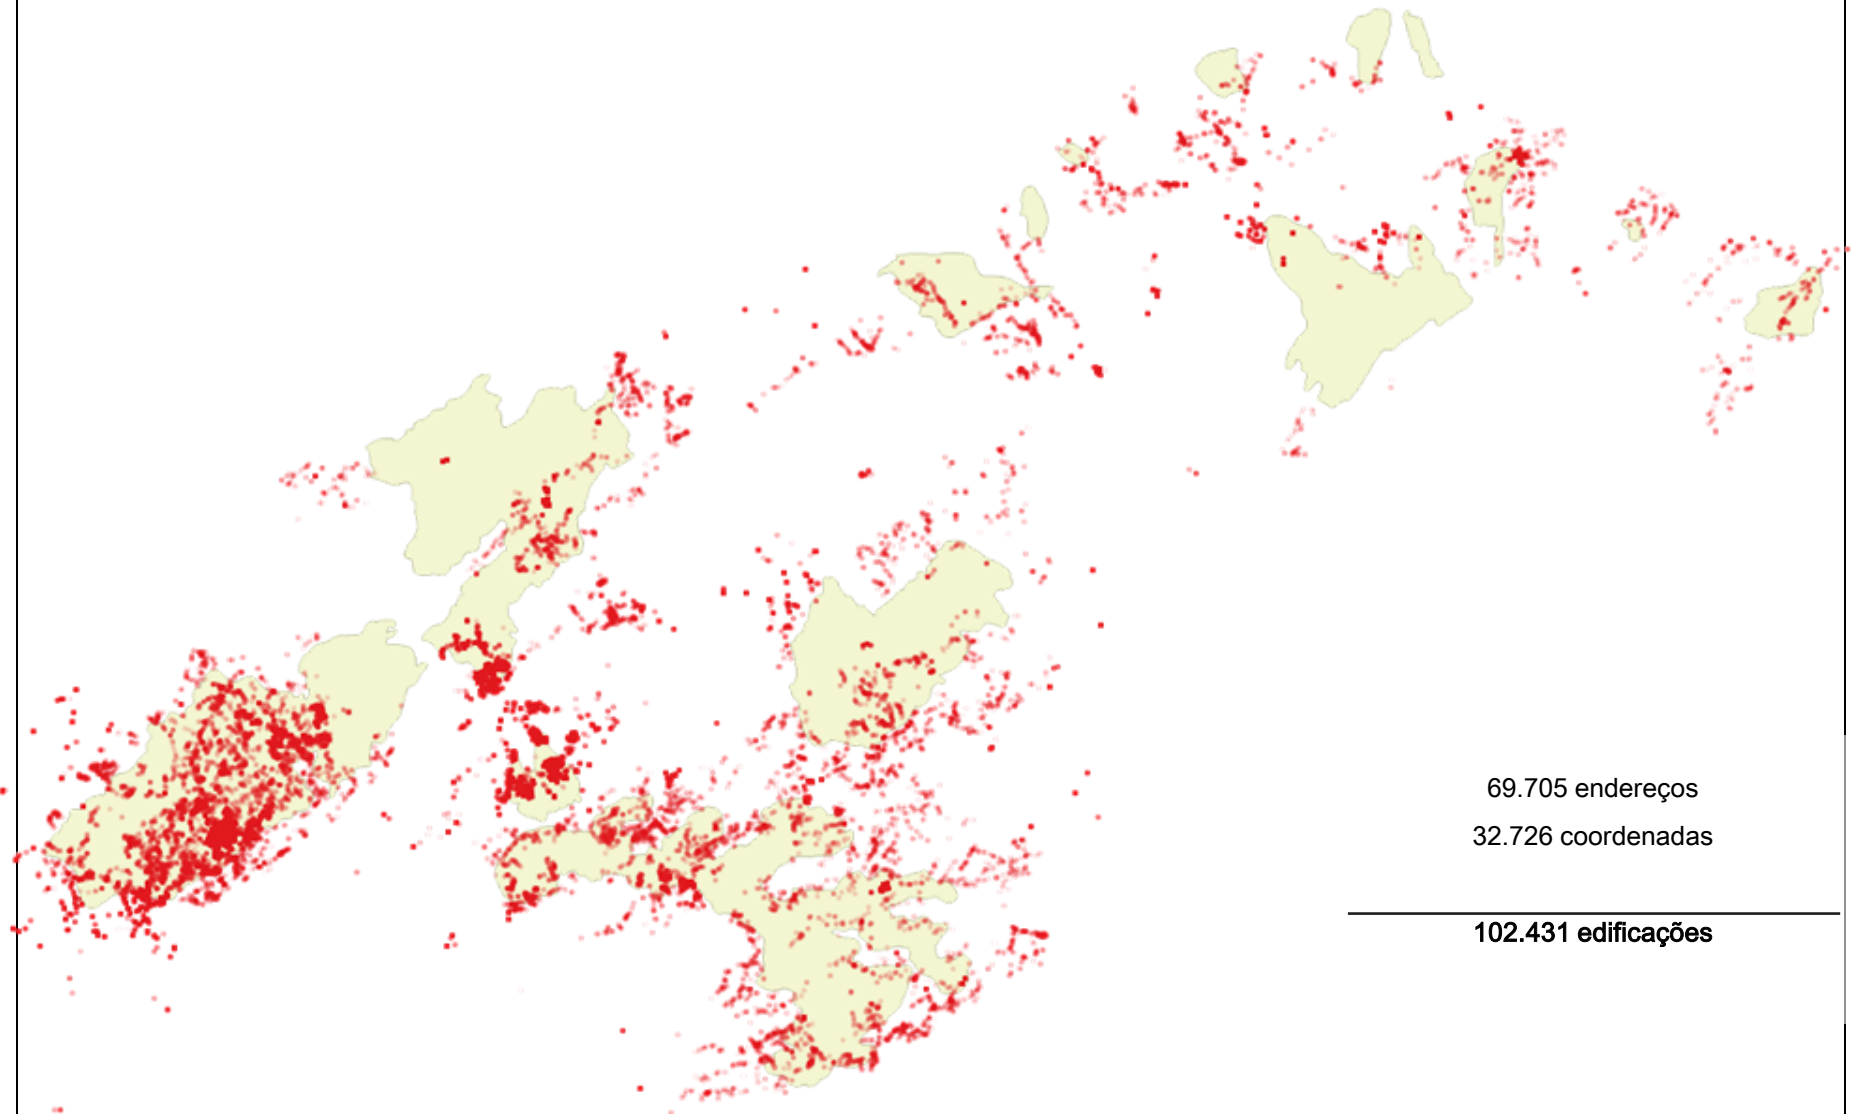 69.705 endereços
32.726 coordenadas
102.431 edificações